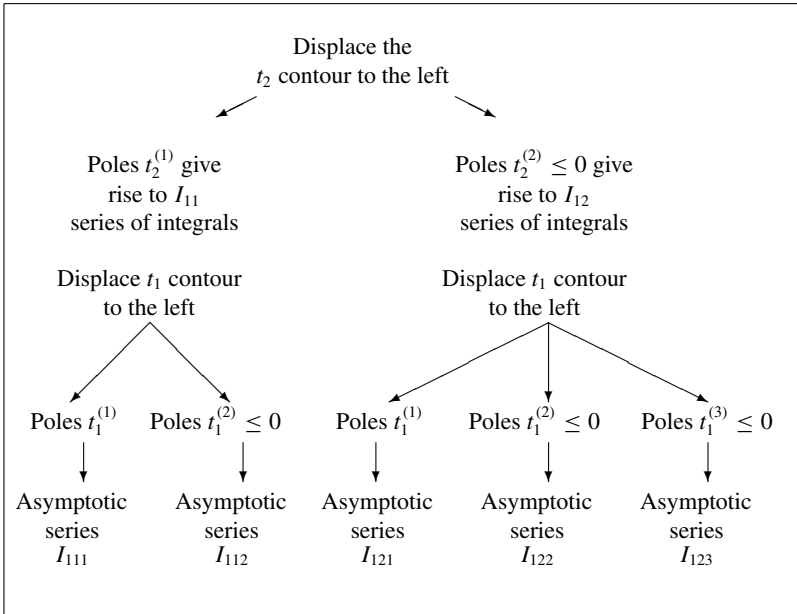 Displace the
t₂ contour to the left
Poles t₂⁽¹⁾ give
rise to I₁₁
series of integrals
Poles t₂⁽²⁾ ≤ 0 give
rise to I₁₂
series of integrals
Displace t₁ contour
to the left
Displace t₁ contour
to the left
Poles t₁⁽¹⁾
Poles t₁⁽²⁾ ≤ 0
Poles t₁⁽¹⁾
Poles t₁⁽²⁾ ≤ 0
Poles t₁⁽³⁾ ≤ 0
Asymptotic
series
I₁₁₁
Asymptotic
series
I₁₁₂
Asymptotic
series
I₁₂₁
Asymptotic
series
I₁₂₂
Asymptotic
series
I₁₂₃